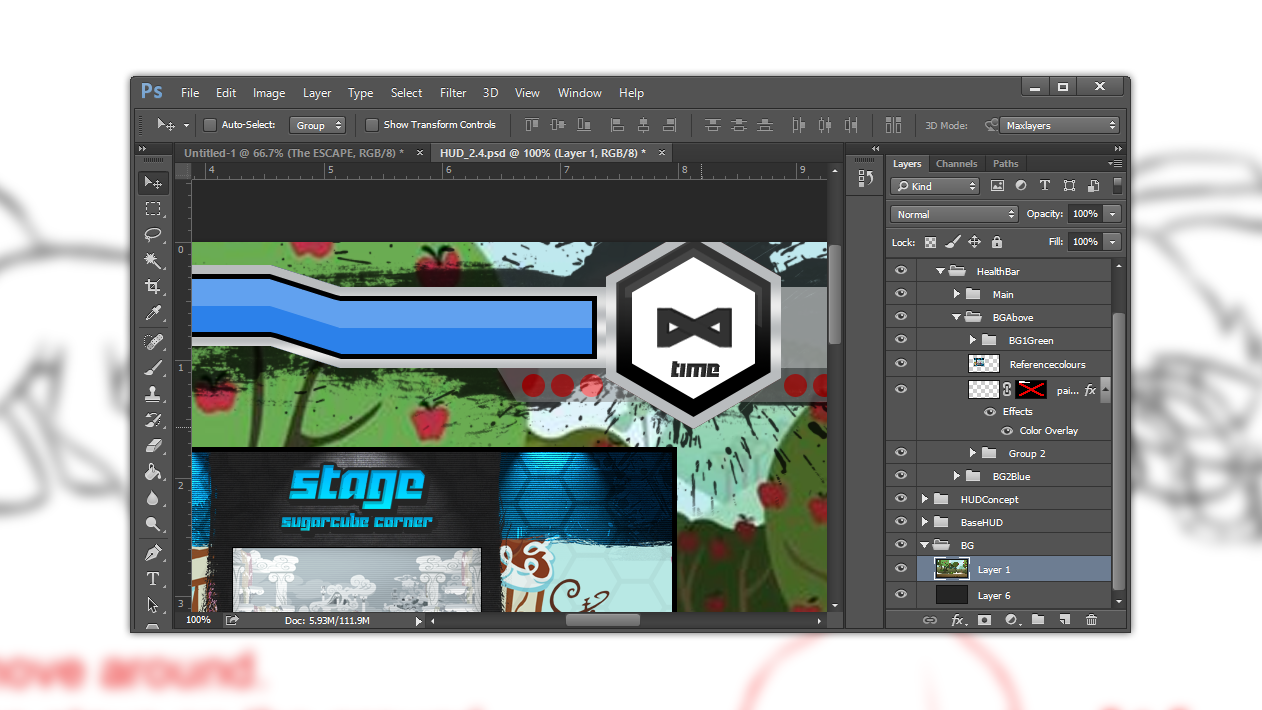 Ps File Edit Image Layer Type Select Filter 3D View Window Help
Auto-Select: Group Show Transform Controls 3D Mode: Maxlayers
Untitled-1 @ 66.7% (The ESCAPE, RGB/8) * × HUD_2.4.psd @ 100% (Layer 1, RGB/8) * ×
4 5 6 7 8 9
0
1
2
3
time
stage
sugarcube corner
100% Doc: 5.93M/111.9M
Layers Channels Paths
Kind
Normal Opacity: 100%
Lock: Fill: 100%
HealthBar
Main
BGAbove
BG1Green
Referencecolours
pai... fx
Effects
Color Overlay
Group 2
BG2Blue
HUDConcept
BaseHUD
BG
Layer 1
Layer 6
fx
move around.